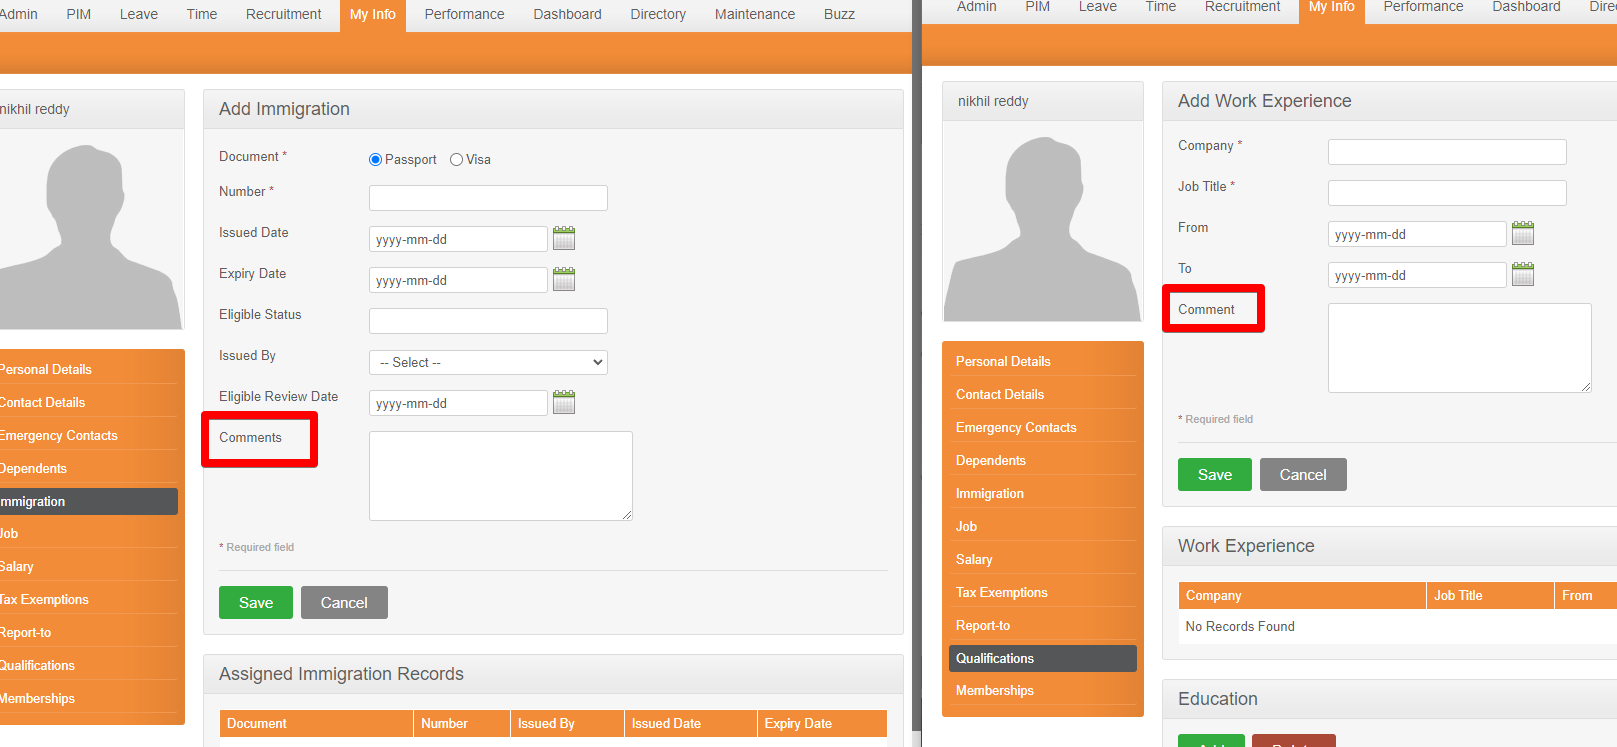 Admin PIM Leave Time Recruitment My Info Performance Dashboard Directory Maintenance Buzz
nikhil reddy
Add Immigration
Document * Passport Visa
Number *
Issued Date yyyy-mm-dd
Expiry Date yyyy-mm-dd
Eligible Status
Issued By -- Select --
Eligible Review Date yyyy-mm-dd
Comments
* Required field
Save Cancel
Personal Details
Contact Details
Emergency Contacts
Dependents
mmigration
Job
Salary
Tax Exemptions
Report-to
Qualifications
Memberships
Assigned Immigration Records
Document Number Issued By Issued Date Expiry Date
Admin PIM Leave Time Recruitment My Info Performance Dashboard Dire
nikhil reddy
Add Work Experience
Company *
Job Title *
From yyyy-mm-dd
To yyyy-mm-dd
Comment
* Required field
Save Cancel
Personal Details
Contact Details
Emergency Contacts
Dependents
Immigration
Job
Salary
Tax Exemptions
Report-to
Qualifications
Memberships
Work Experience
Company Job Title From
No Records Found
Education